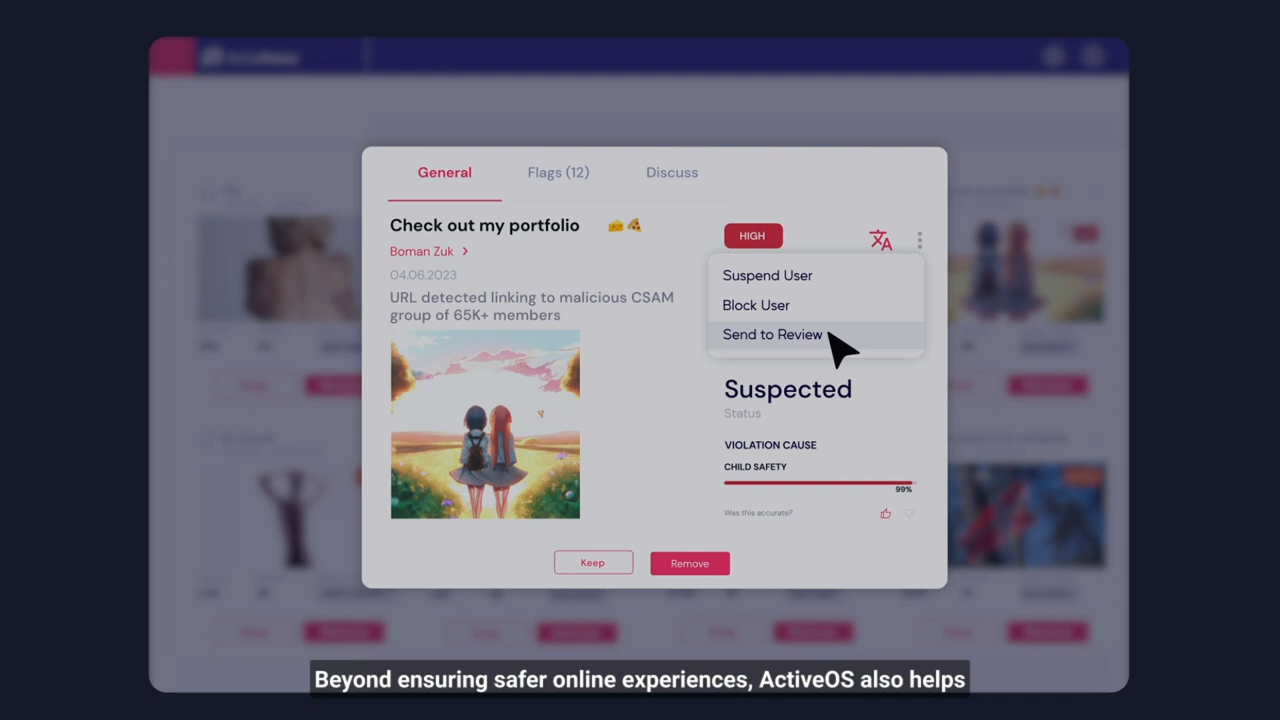 General
Flags (12)
Discuss
Check out my portfolio
HIGH
Boman Zuk
04.06.2023
URL detected linking to malicious CSAM
group of 65K+ members
Suspend User
Block User
Send to Review
Suspected
Status
VIOLATION CAUSE
CHILD SAFETY
99%
Was this accurate?
Keep
Remove
Beyond ensuring safer online experiences, ActiveOS also helps